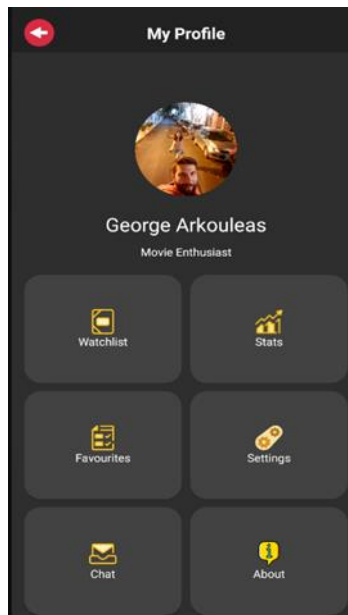 My Profile
George Arkouleas
Movie Enthusiast
Watchlist
Stats
Favourites
Settings
Chat
About